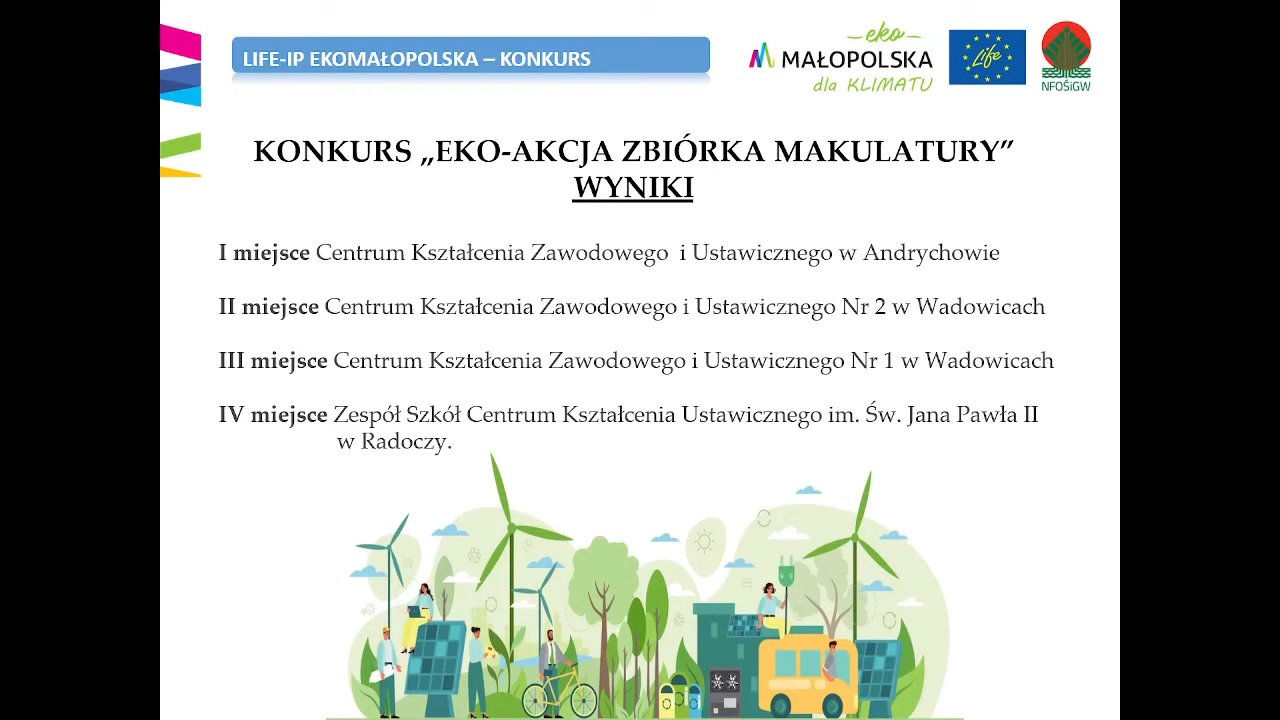 LIFE-IP EKOMAŁOPOLSKA – KONKURS
eko
MAŁOPOLSKA
dla KLIMATU
Life
NFOŚiGW
KONKURS „EKO-AKCJA ZBIÓRKA MAKULATURY”
WYNIKI
I miejsce Centrum Kształcenia Zawodowego i Ustawicznego w Andrychowie
II miejsce Centrum Kształcenia Zawodowego i Ustawicznego Nr 2 w Wadowicach
III miejsce Centrum Kształcenia Zawodowego i Ustawicznego Nr 1 w Wadowicach
IV miejsce Zespół Szkół Centrum Kształcenia Ustawicznego im. Św. Jana Pawła II
w Radoczy.